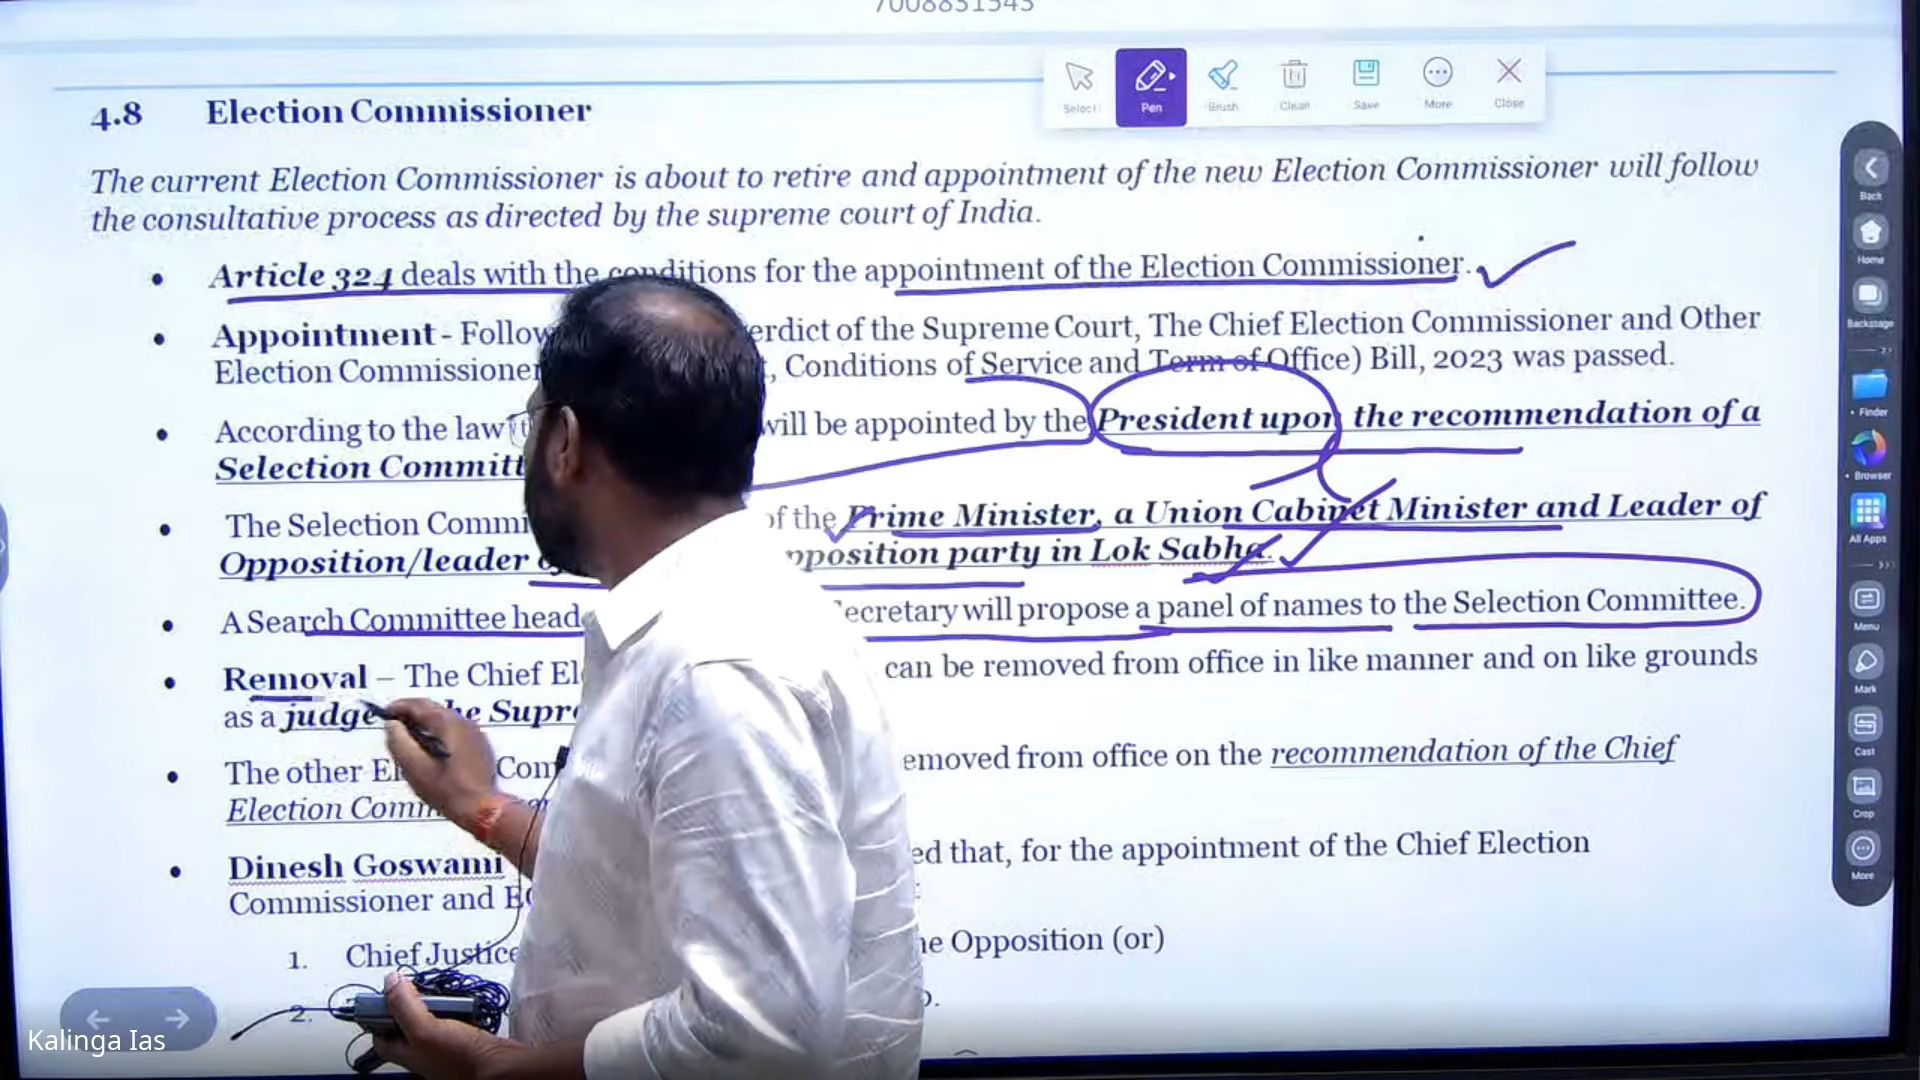 7008831543
Select
Pen
Brush
Clean
Save
More
Close
4.8 Election Commissioner
The current Election Commissioner is about to retire and appointment of the new Election Commissioner will follow
the consultative process as directed by the supreme court of India.
• Article 324 deals with the conditions for the appointment of the Election Commissioner.
• Appointment - Follow erdict of the Supreme Court, The Chief Election Commissioner and Other
Election Commissioner , Conditions of Service and Term of Office) Bill, 2023 was passed.
• According to the law will be appointed by the President upon the recommendation of a
Selection Committ
• The Selection Commi of the Prime Minister, a Union Cabinet Minister and Leader of
Opposition/leader pposition party in Lok Sabha.
• A Search Committee head ecretary will propose a panel of names to the Selection Committee.
• Removal – The Chief El can be removed from office in like manner and on like grounds
as a judge he Supr
• The other El Com emoved from office on the recommendation of the Chief
Election Comm
• Dinesh Goswami ed that, for the appointment of the Chief Election
Commissioner and E
1. Chief Justice he Opposition (or)
2.
Back
Home
Backstage
Finder
Browser
All Apps
Menu
Mark
Cast
Crop
More
Kalinga Ias